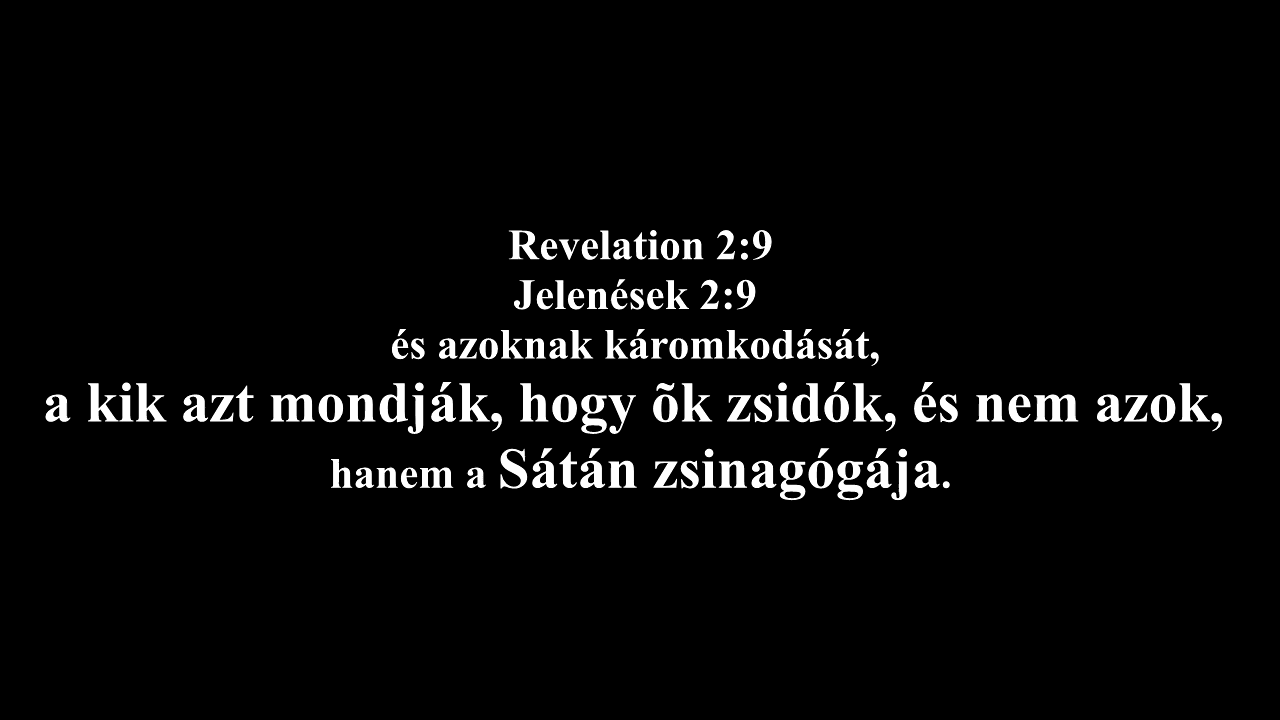 Revelation 2:9
Jelenések 2:9
és azoknak káromkodását,
a kik azt mondják, hogy õk zsidók, és nem azok,
hanem a Sátán zsinagógája.